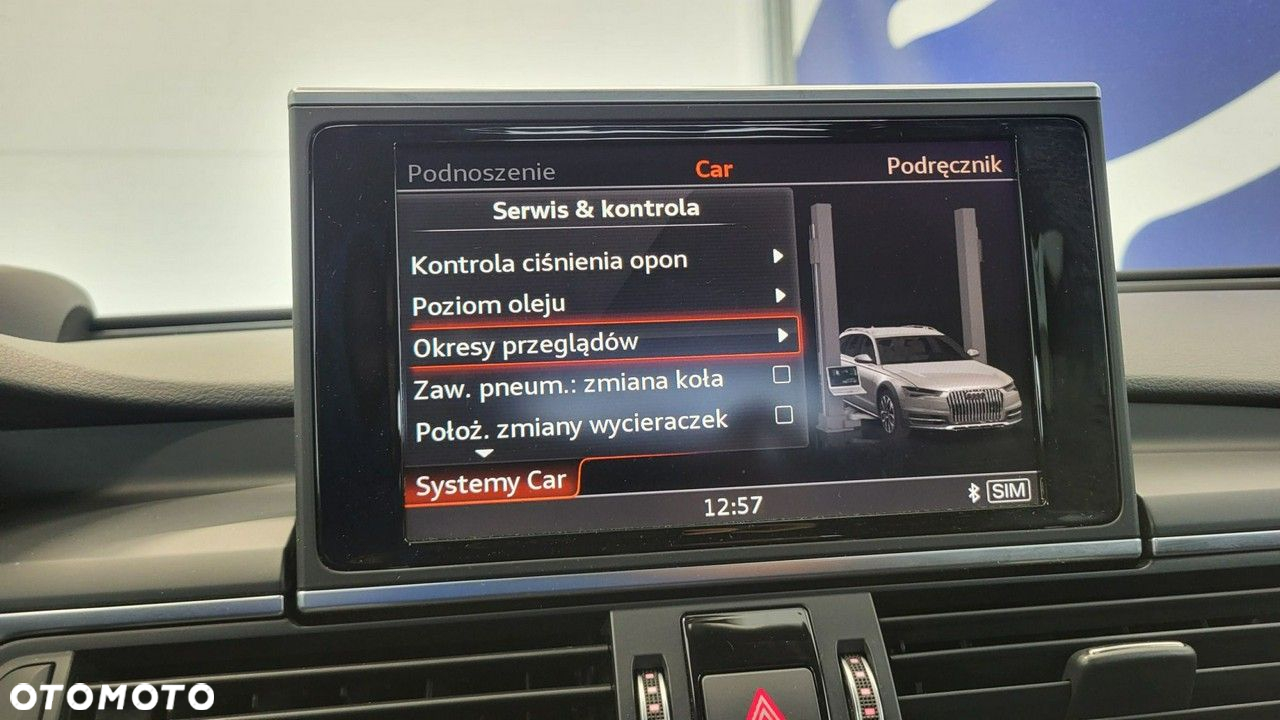 Podnoszenie
Car
Podręcznik
Serwis & kontrola
Kontrola ciśnienia opon
Poziom oleju
Okresy przeglądów
Zaw. pneum.: zmiana koła
Położ. zmiany wycieraczek
Systemy Car
12:57
SIM
OTOMOTO